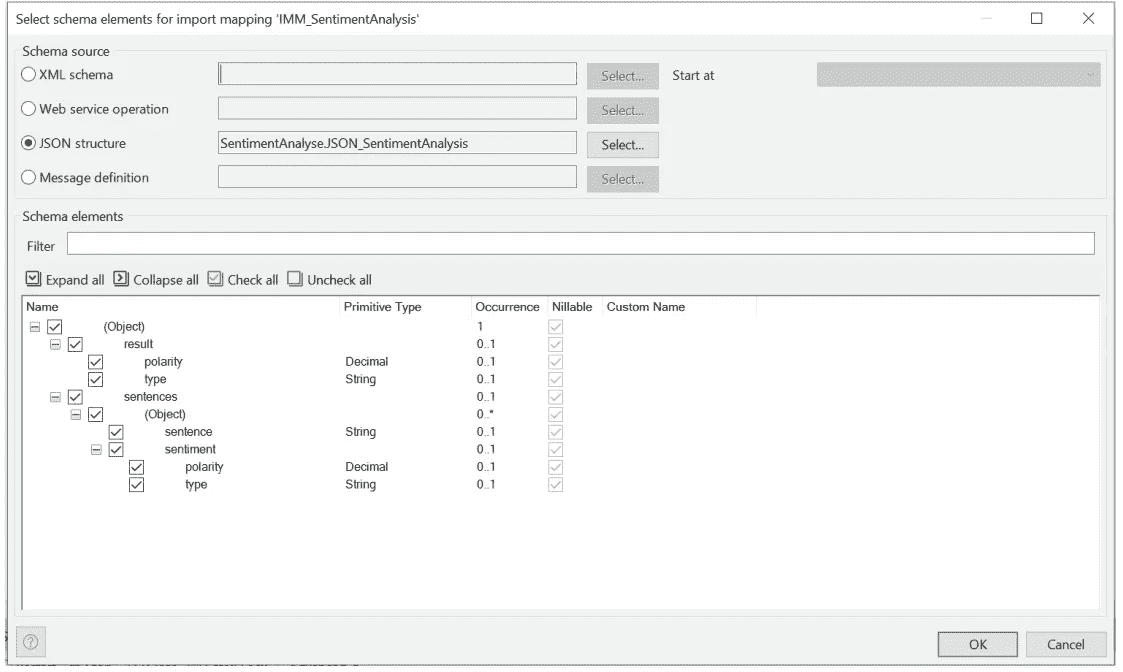 Select schema elements for import mapping 'IMM_SentimentAnalysis'
Schema source
XML schema Select... Start at
Web service operation Select...
JSON structure SentimentAnalyse.JSON_SentimentAnalysis Select...
Message definition Select...
Schema elements
Filter
Expand all Collapse all Check all Uncheck all
Name Primitive Type Occurrence Nillable Custom Name
(Object) 1
result 0..1
polarity Decimal 0..1
type String 0..1
sentences 0..1
(Object) 0..*
sentence String 0..1
sentiment 0..1
polarity Decimal 0..1
type String 0..1
OK Cancel